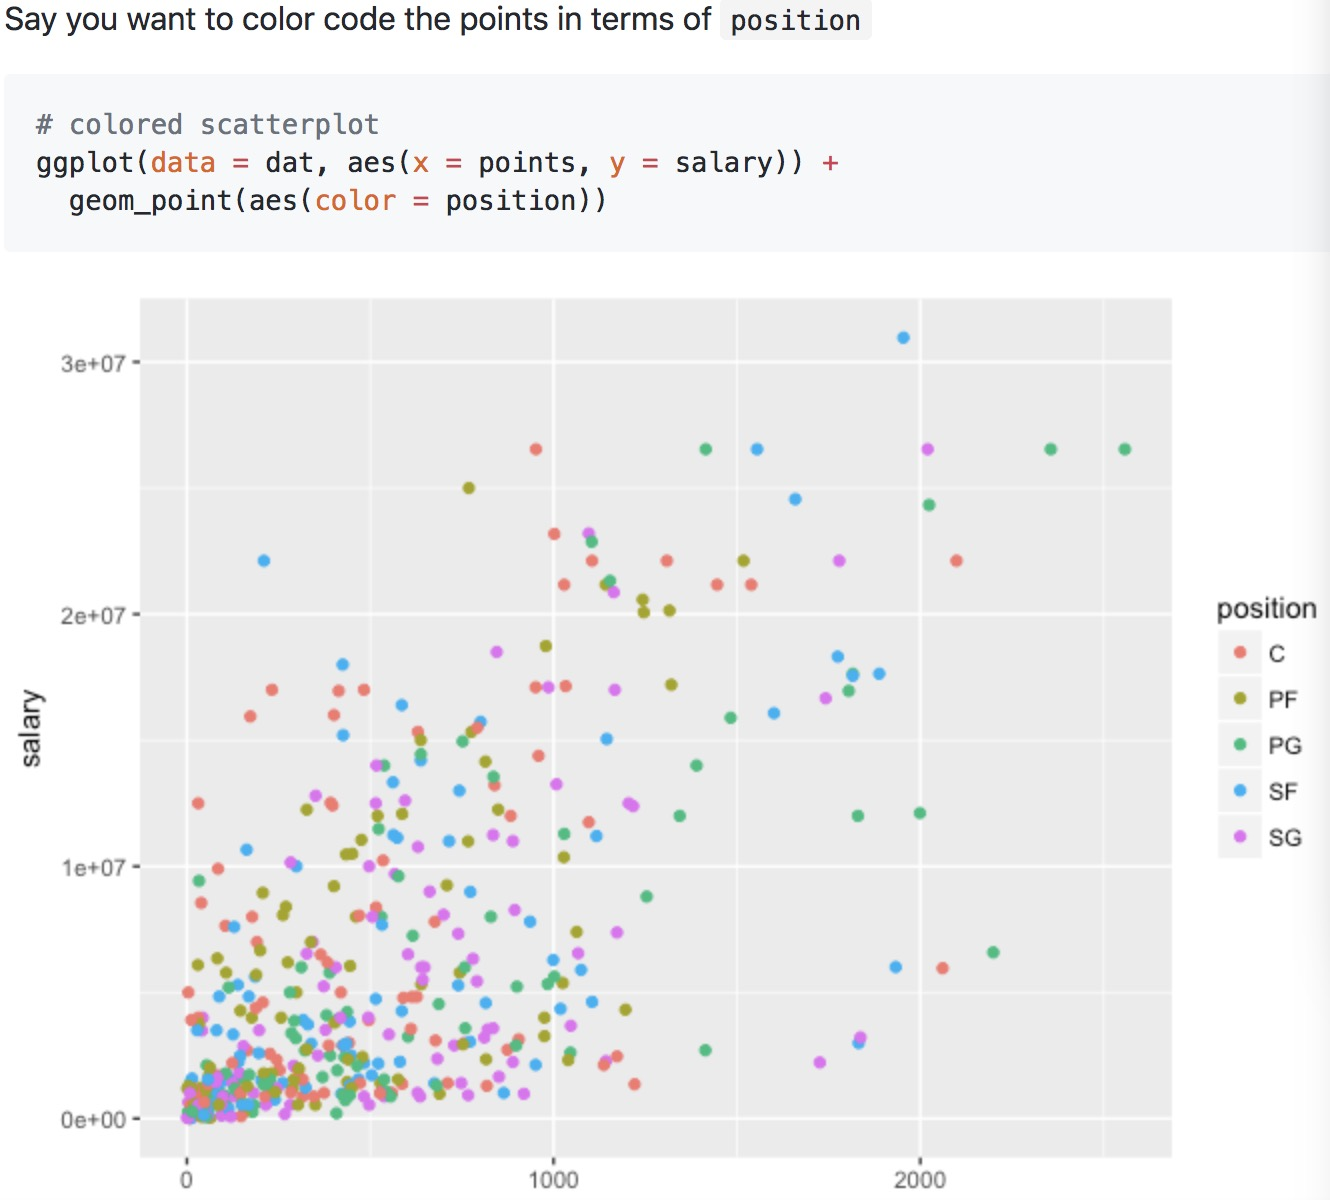 Say you want to color code the points in terms of position
# colored scatterplot
ggplot(data = dat, aes(x = points, y = salary)) +
  geom_point(aes(color = position))
3e+07
2e+07
1e+07
0e+00
salary
0
1000
2000
position
C
PF
PG
SF
SG